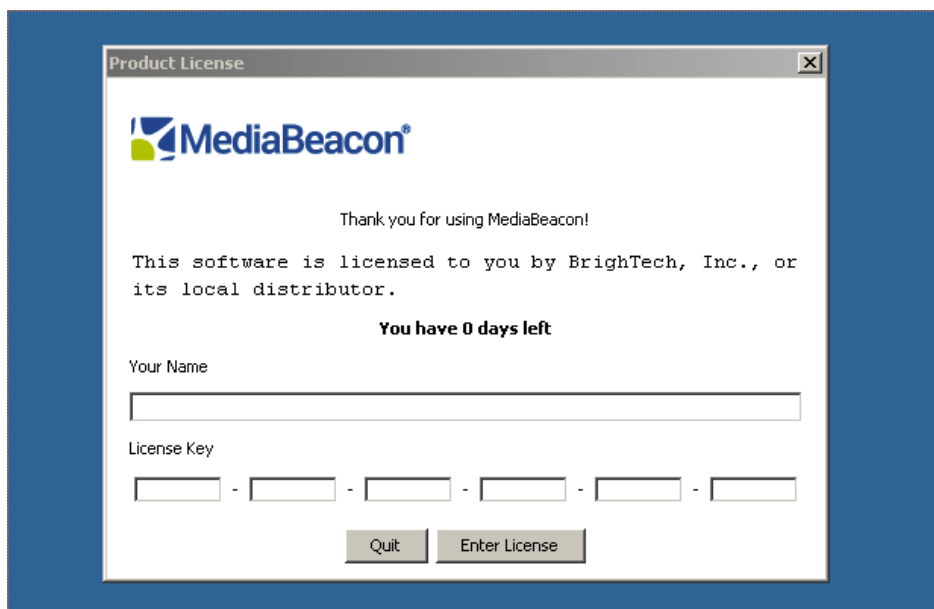 Product License
MediaBeacon®
Thank you for using MediaBeacon!
This software is licensed to you by BrighTech, Inc., or
its local distributor.
You have 0 days left
Your Name
License Key
- - - - -
Quit Enter License